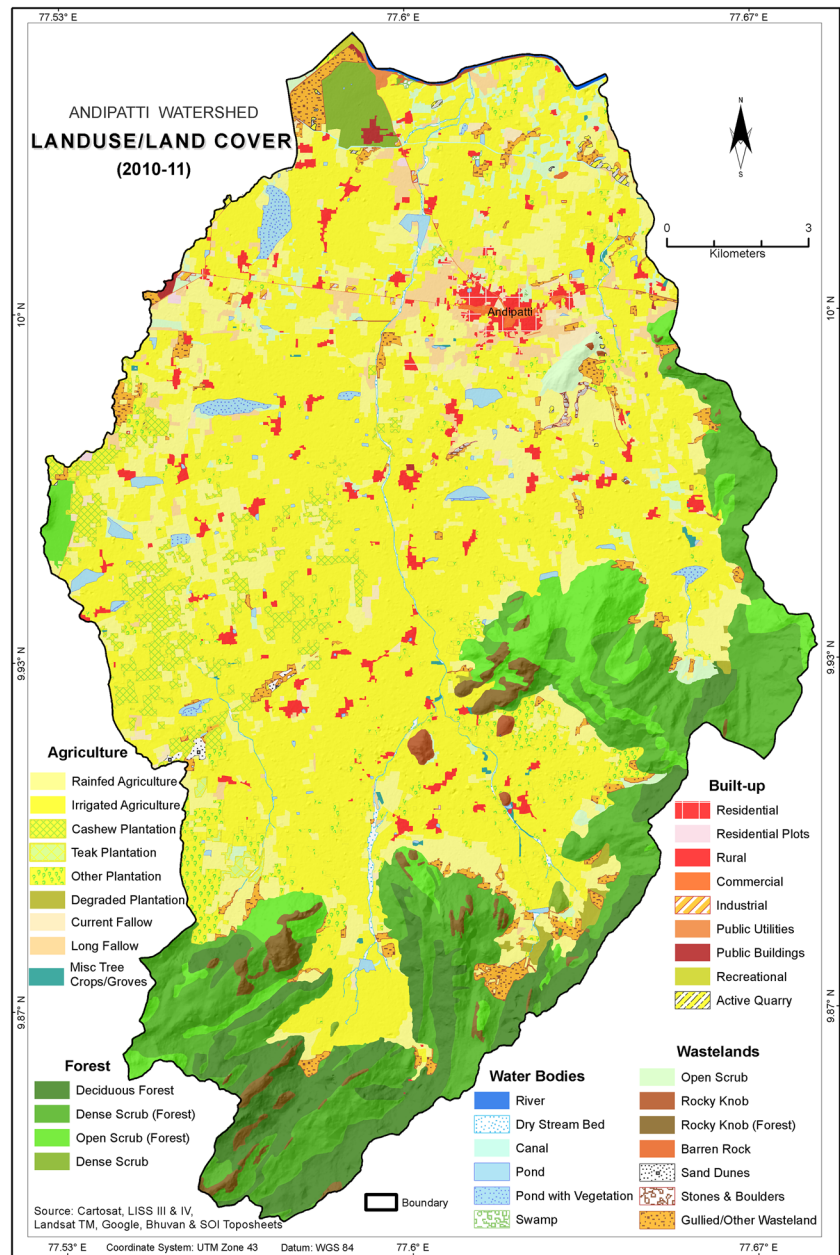 77.53° E
77.6° E
77.67° E
ANDIPATTI WATERSHED
LANDUSE/LAND COVER
(2010-11)
N
S
0
3
Kilometers
10° N
10° N
Andipatti
9.93° N
9.93° N
Agriculture
Rainfed Agriculture
Irrigated Agriculture
Cashew Plantation
Teak Plantation
Other Plantation
Degraded Plantation
Current Fallow
Long Fallow
Misc Tree
Crops/Groves
Built-up
Residential
Residential Plots
Rural
Commercial
Industrial
Public Utilities
Public Buildings
Recreational
Active Quarry
9.87° N
9.87° N
Forest
Deciduous Forest
Dense Scrub (Forest)
Open Scrub (Forest)
Dense Scrub
Water Bodies
River
Dry Stream Bed
Canal
Pond
Pond with Vegetation
Swamp
Wastelands
Open Scrub
Rocky Knob
Rocky Knob (Forest)
Barren Rock
Sand Dunes
Stones & Boulders
Gullied/Other Wasteland
Boundary
Source: Cartosat, LISS III & IV,
Landsat TM, Google, Bhuvan & SOI Toposheets
77.53° E
Coordinate System: UTM Zone 43
Datum: WGS 84
77.6° E
77.67° E